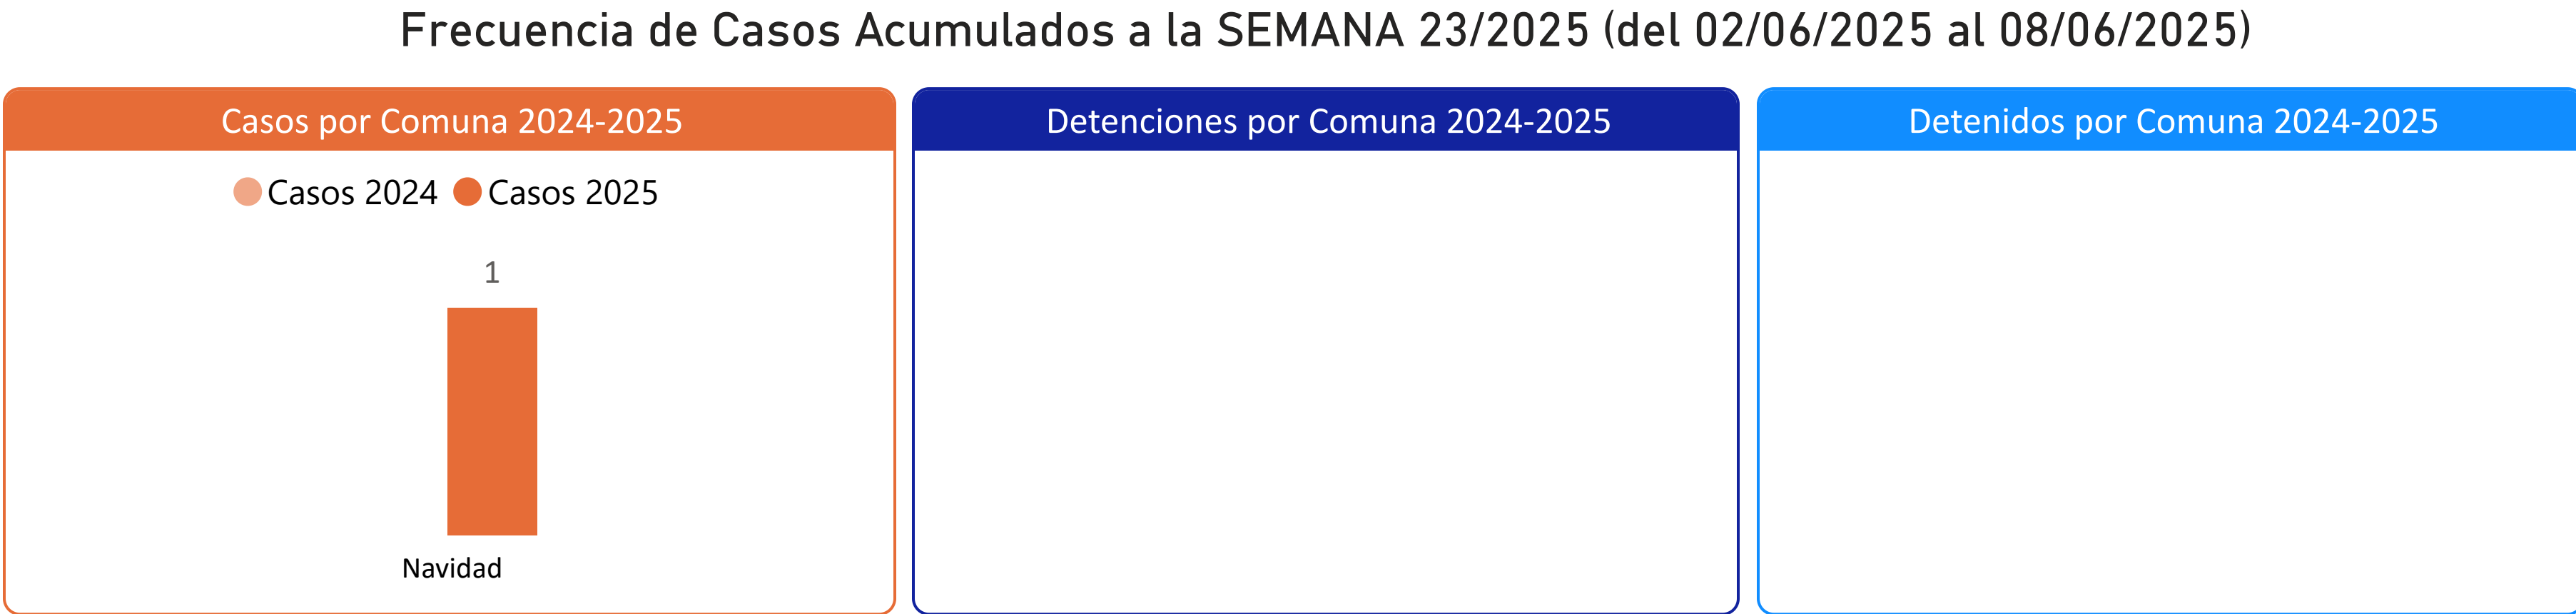 Frecuencia de Casos Acumulados a la SEMANA 23/2025 (del 02/06/2025 al 08/06/2025)
Casos por Comuna 2024-2025
Casos 2024 Casos 2025
1
Navidad
Detenciones por Comuna 2024-2025
Detenidos por Comuna 2024-2025